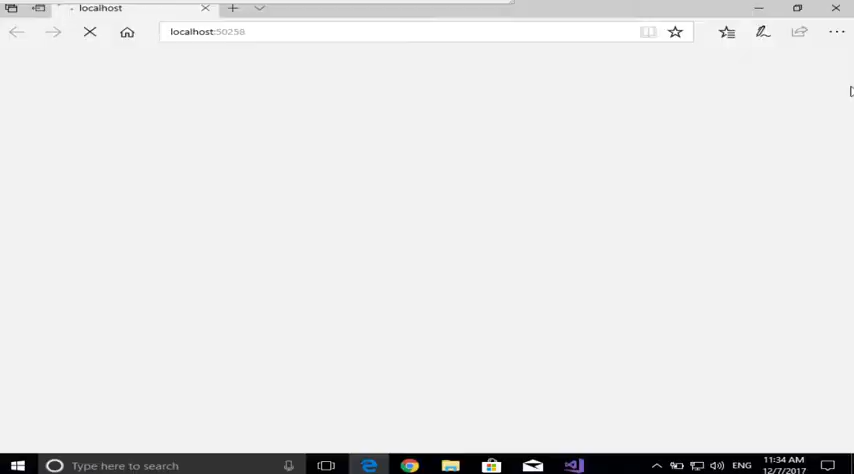 localhost
localhost:50258
Type here to search
ENG
11:34 AM
12/7/2017